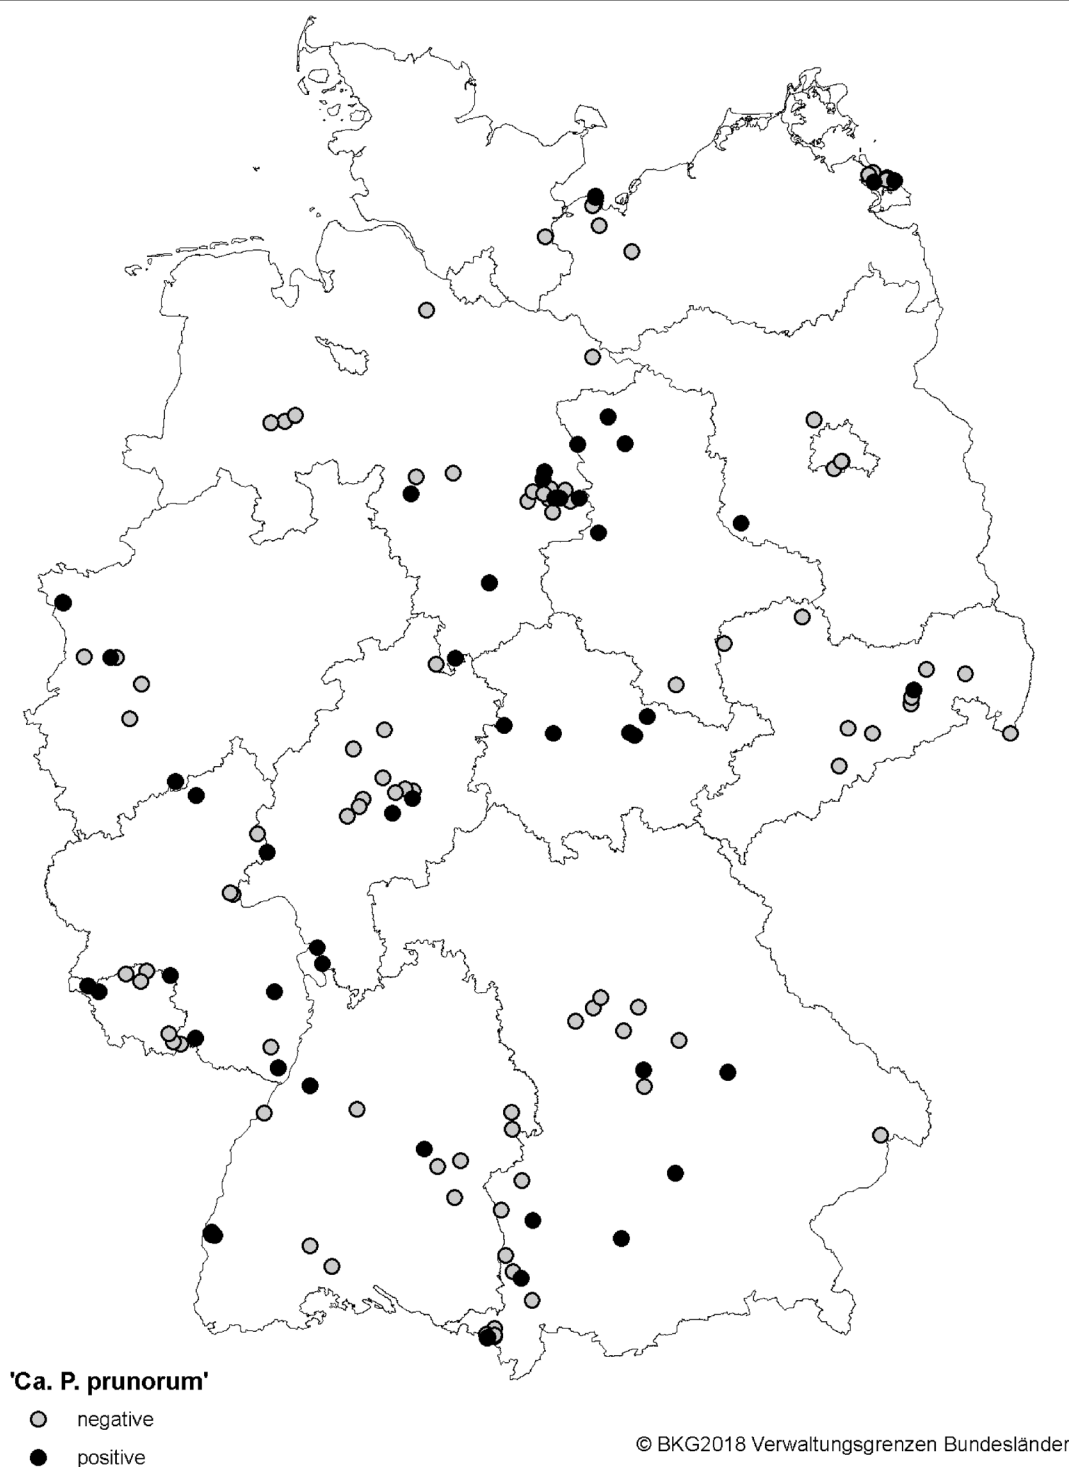 'Ca. P. prunorum'
negative
positive
© BKG2018 Verwaltungsgrenzen Bundesländer